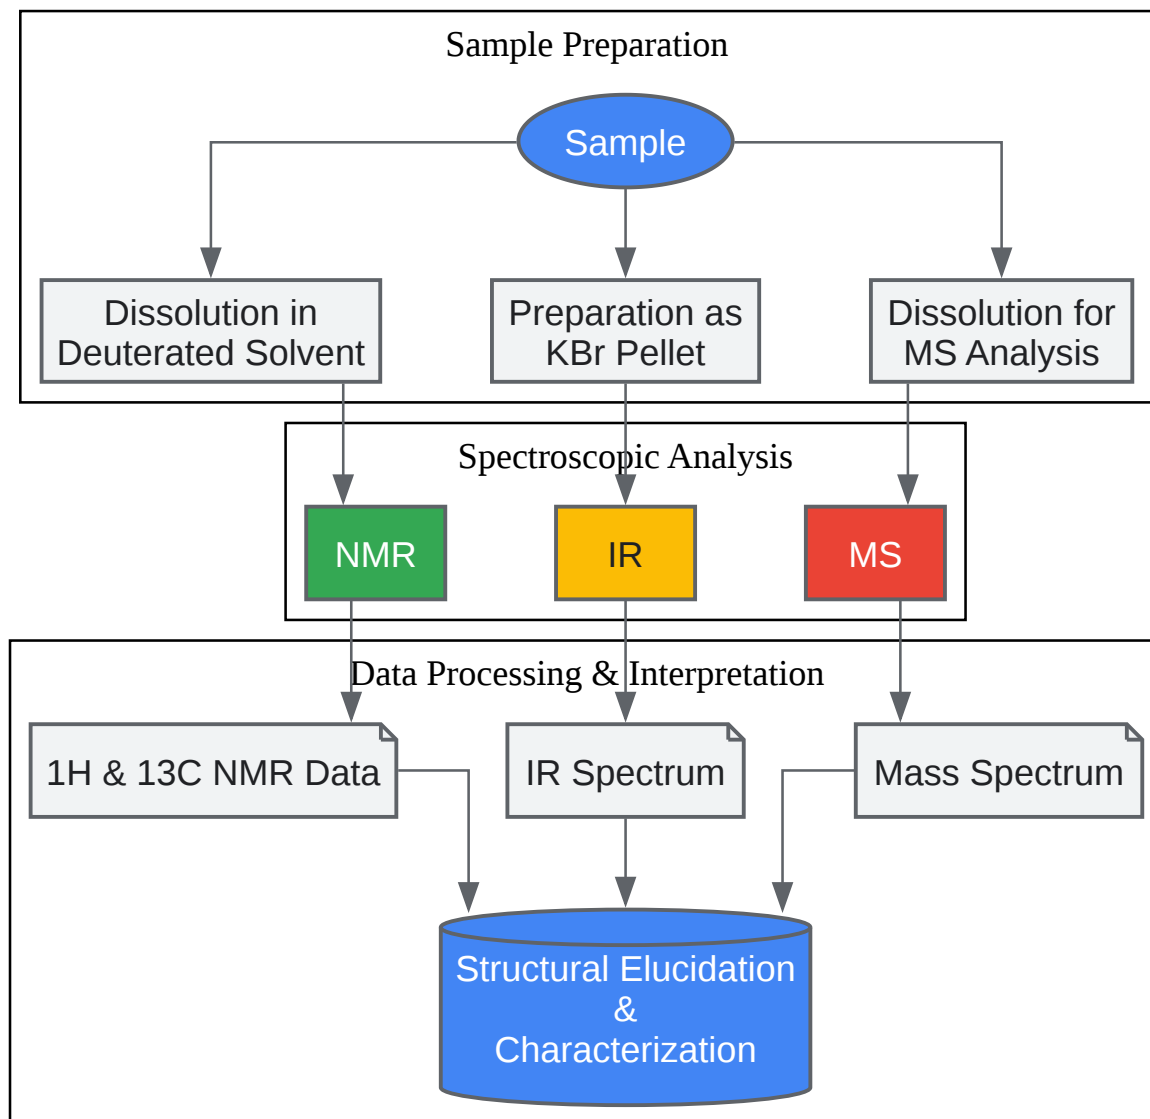 Sample Preparation
Sample
Dissolution in
Deuterated Solvent
Preparation as
KBr Pellet
Dissolution for
MS Analysis
Spectroscopic Analysis
NMR
IR
MS
Data Processing & Interpretation
1H & 13C NMR Data
IR Spectrum
Mass Spectrum
Structural Elucidation
&
Characterization